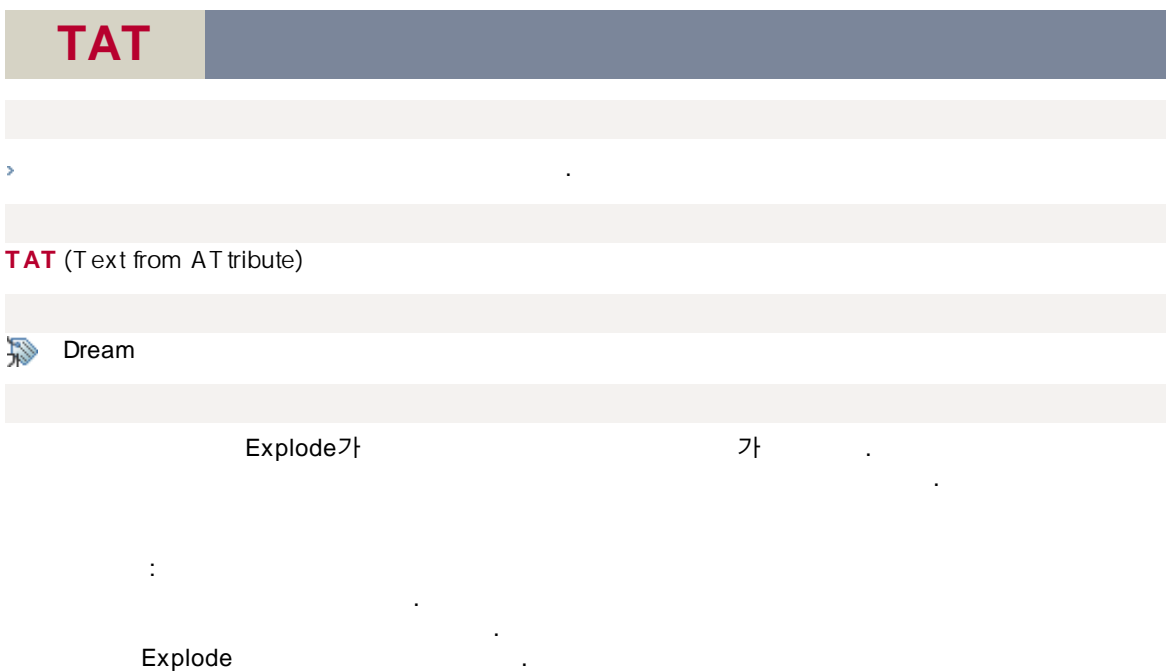 TAT
.
TAT (Text from ATtribute)
Dream
Explode가 가 .
.
:
.
.
Explode .